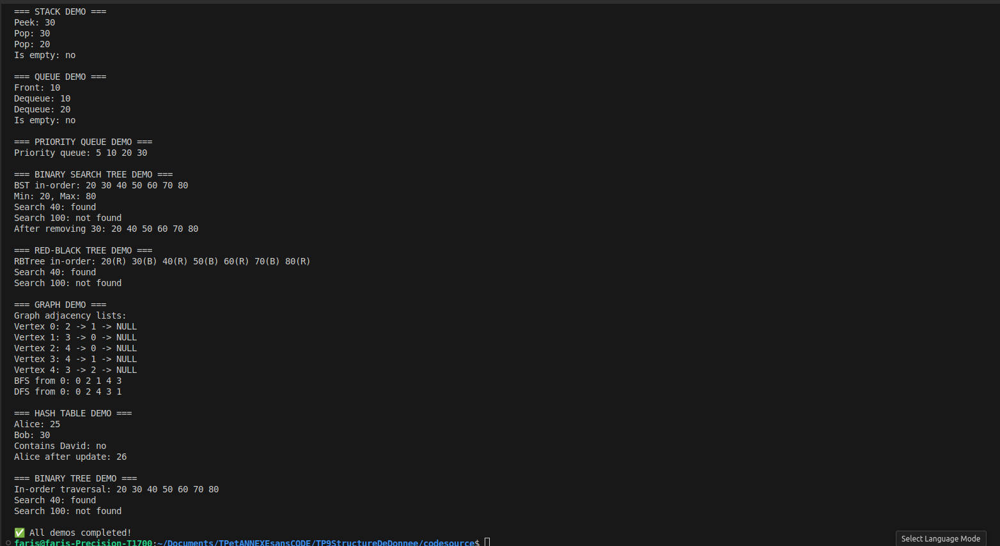 === STACK DEMO ===
Peek: 30
Pop: 30
Pop: 20
Is empty: no
=== QUEUE DEMO ===
Front: 10
Dequeue: 10
Dequeue: 20
Is empty: no
=== PRIORITY QUEUE DEMO ===
Priority queue: 5 10 20 30
=== BINARY SEARCH TREE DEMO ===
BST in-order: 20 30 40 50 60 70 80
Min: 20, Max: 80
Search 40: found
Search 100: not found
After removing 30: 20 40 50 60 70 80
=== RED-BLACK TREE DEMO ===
RBTree in-order: 20(R) 30(B) 40(R) 50(B) 60(R) 70(B) 80(R)
Search 40: found
Search 100: not found
=== GRAPH DEMO ===
Graph adjacency lists:
Vertex 0: 2 -> 1 -> NULL
Vertex 1: 3 -> 0 -> NULL
Vertex 2: 4 -> 0 -> NULL
Vertex 3: 4 -> 1 -> NULL
Vertex 4: 3 -> 2 -> NULL
BFS from 0: 0 2 1 4 3
DFS from 0: 0 2 4 3 1
=== HASH TABLE DEMO ===
Alice: 25
Bob: 30
Contains David: no
Alice after update: 26
=== BINARY TREE DEMO ===
In-order traversal: 20 30 40 50 60 70 80
Search 40: found
Search 100: not found
✅ All demos completed!
faris@faris-Precision-T1700:~/Documents/TPetANNEXEsansCODE/TP9StructureDeDonnee/codesource$
Select Language Mode